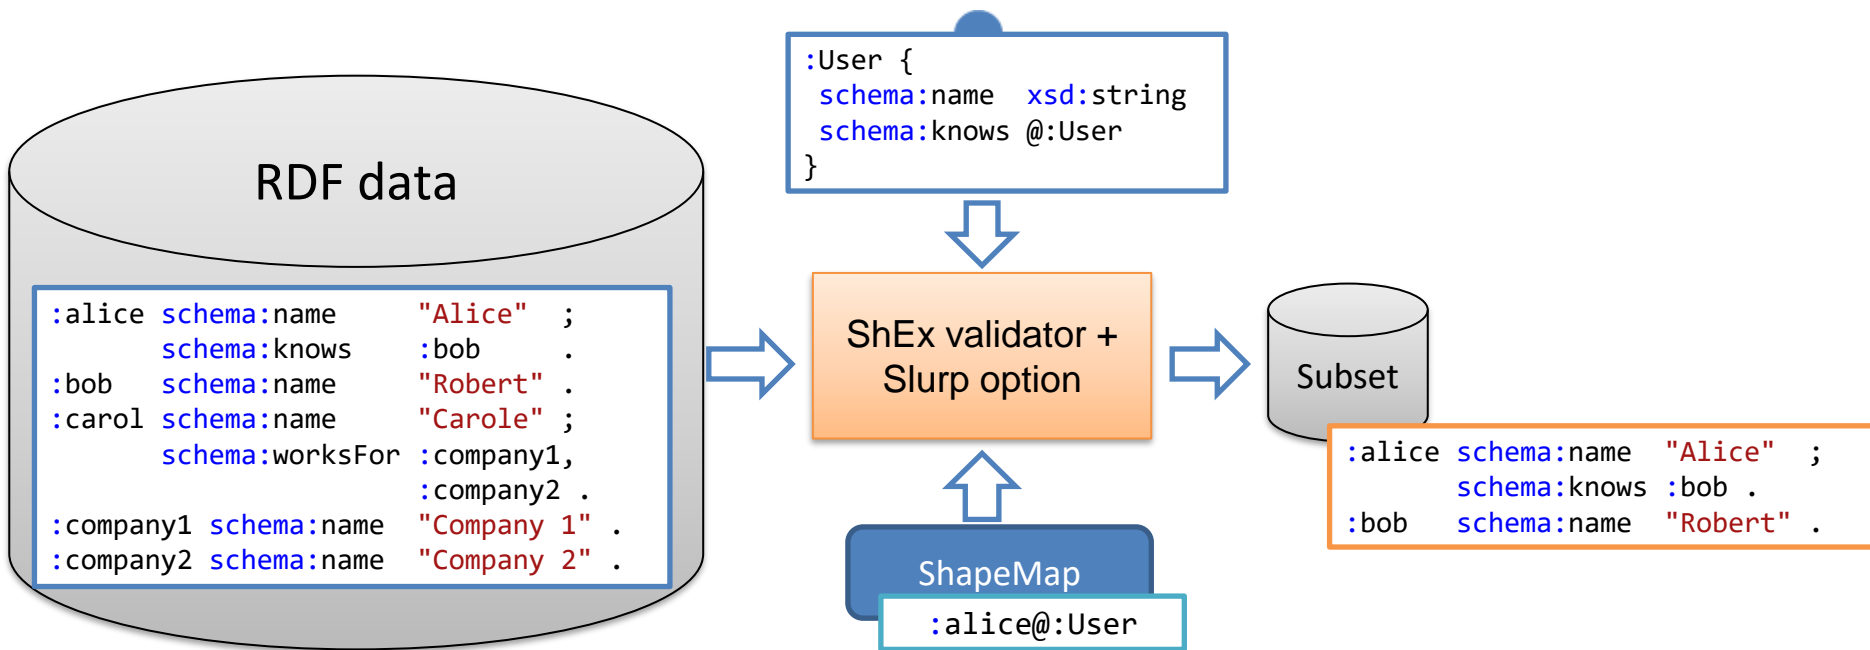 RDF data
:alice schema:name "Alice" ;
schema:knows :bob .
:bob schema:name "Robert" .
:carol schema:name "Carole" ;
schema:worksFor :company1,
:company2 .
:company1 schema:name "Company 1" .
:company2 schema:name "Company 2" .
:User {
schema:name xsd:string
schema:knows @:User
}
ShEx validator +
Slurp option
ShapeMap
:alice@:User
Subset
:alice schema:name "Alice" ;
schema:knows :bob .
:bob schema:name "Robert" .